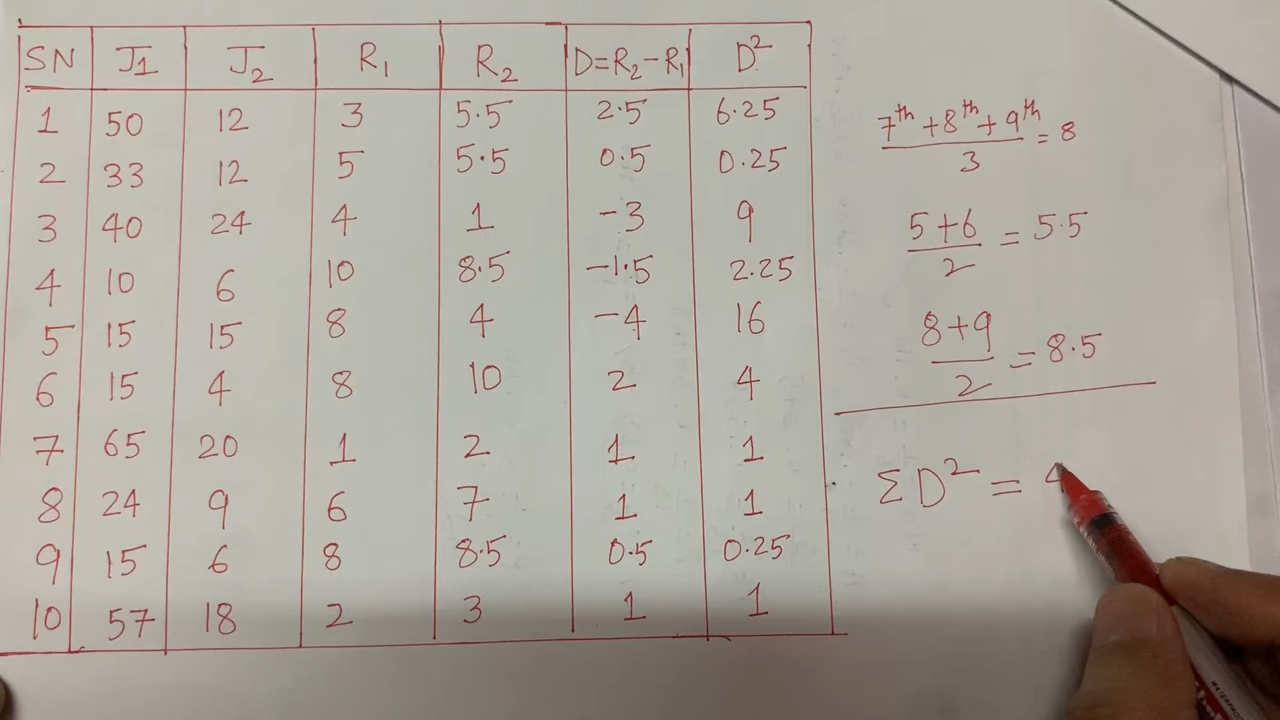 SN J1 J2 R1 R2 D=R2-R1 D²
1 50 12 3 5.5 2.5 6.25
2 33 12 5 5.5 0.5 0.25
3 40 24 4 1 -3 9
4 10 6 10 8.5 -1.5 2.25
5 15 15 8 4 -4 16
6 15 4 8 10 2 4
7 65 20 1 2 1 1
8 24 9 6 7 1 1
9 15 6 8 8.5 0.5 0.25
10 57 18 2 3 1 1
7th+8th+9th
3
=8
5+6
2
=5.5
8+9
2
=8.5
ΣD²=